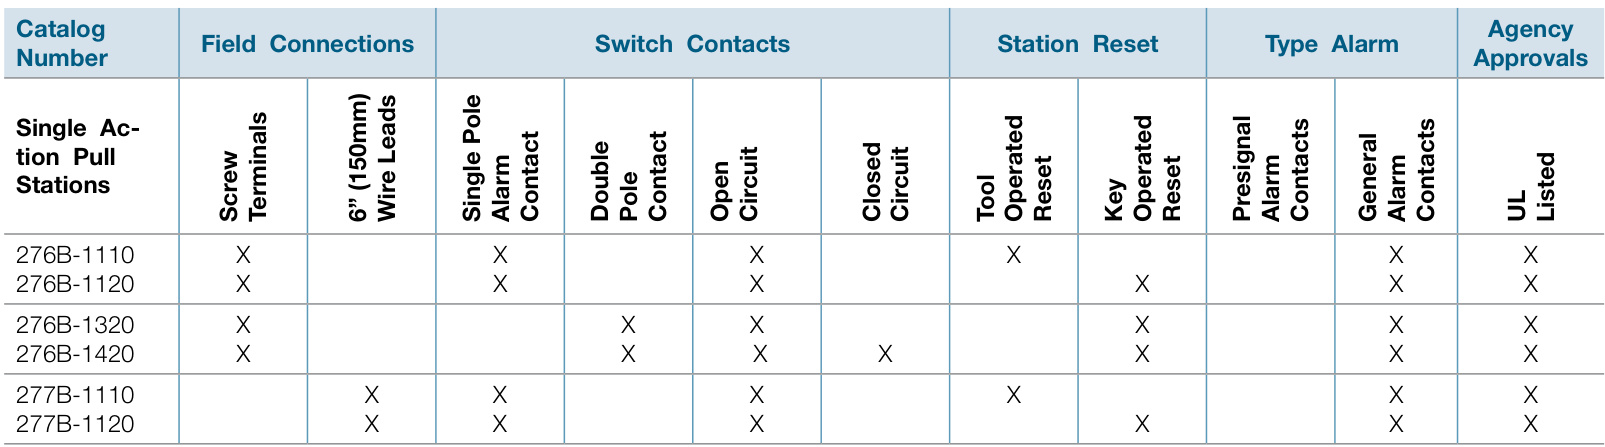 Catalog
Number
Field Connections
Switch Contacts
Station Reset
Type Alarm
Agency
Approvals
Single Ac-
tion Pull
Stations
Screw
Terminals
6” (150mm)
Wire Leads
Single Pole
Alarm
Contact
Double
Pole
Contact
Open
Circuit
Closed
Circuit
Tool
Operated
Reset
Key
Operated
Reset
Presignal
Alarm
Contacts
General
Alarm
Contacts
UL
Listed
276B-1110 X X X X X X
276B-1120 X X X X X X
276B-1320 X X X X X X
276B-1420 X X X X X X X
277B-1110 X X X X X X
277B-1120 X X X X X X